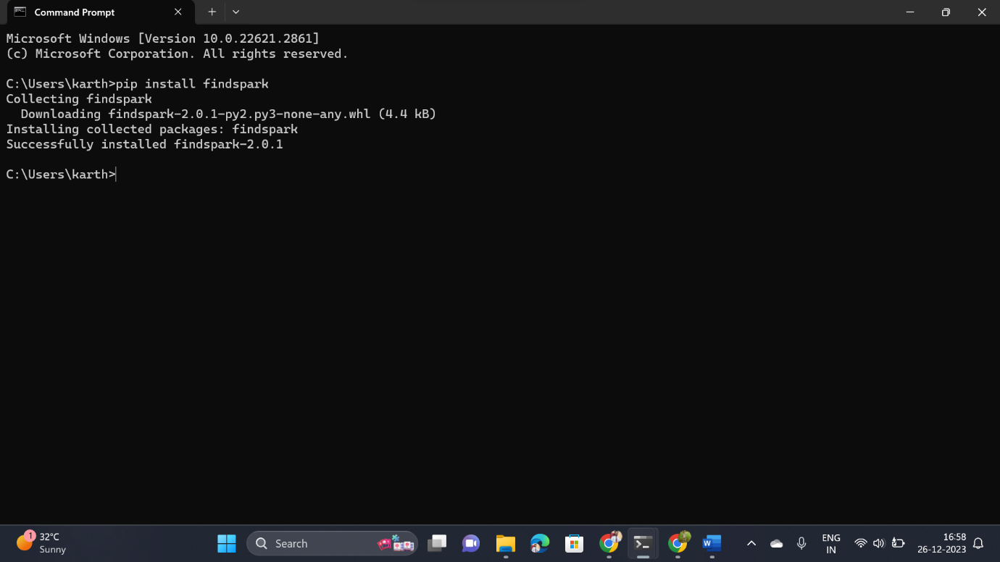 Command Prompt
Microsoft Windows [Version 10.0.22621.2861]
(c) Microsoft Corporation. All rights reserved.
C:\Users\karth>pip install findspark
Collecting findspark
  Downloading findspark-2.0.1-py2.py3-none-any.whl (4.4 kB)
Installing collected packages: findspark
Successfully installed findspark-2.0.1
C:\Users\karth>
1
32°C
Sunny
Search
W
ENG
IN
16:58
26-12-2023